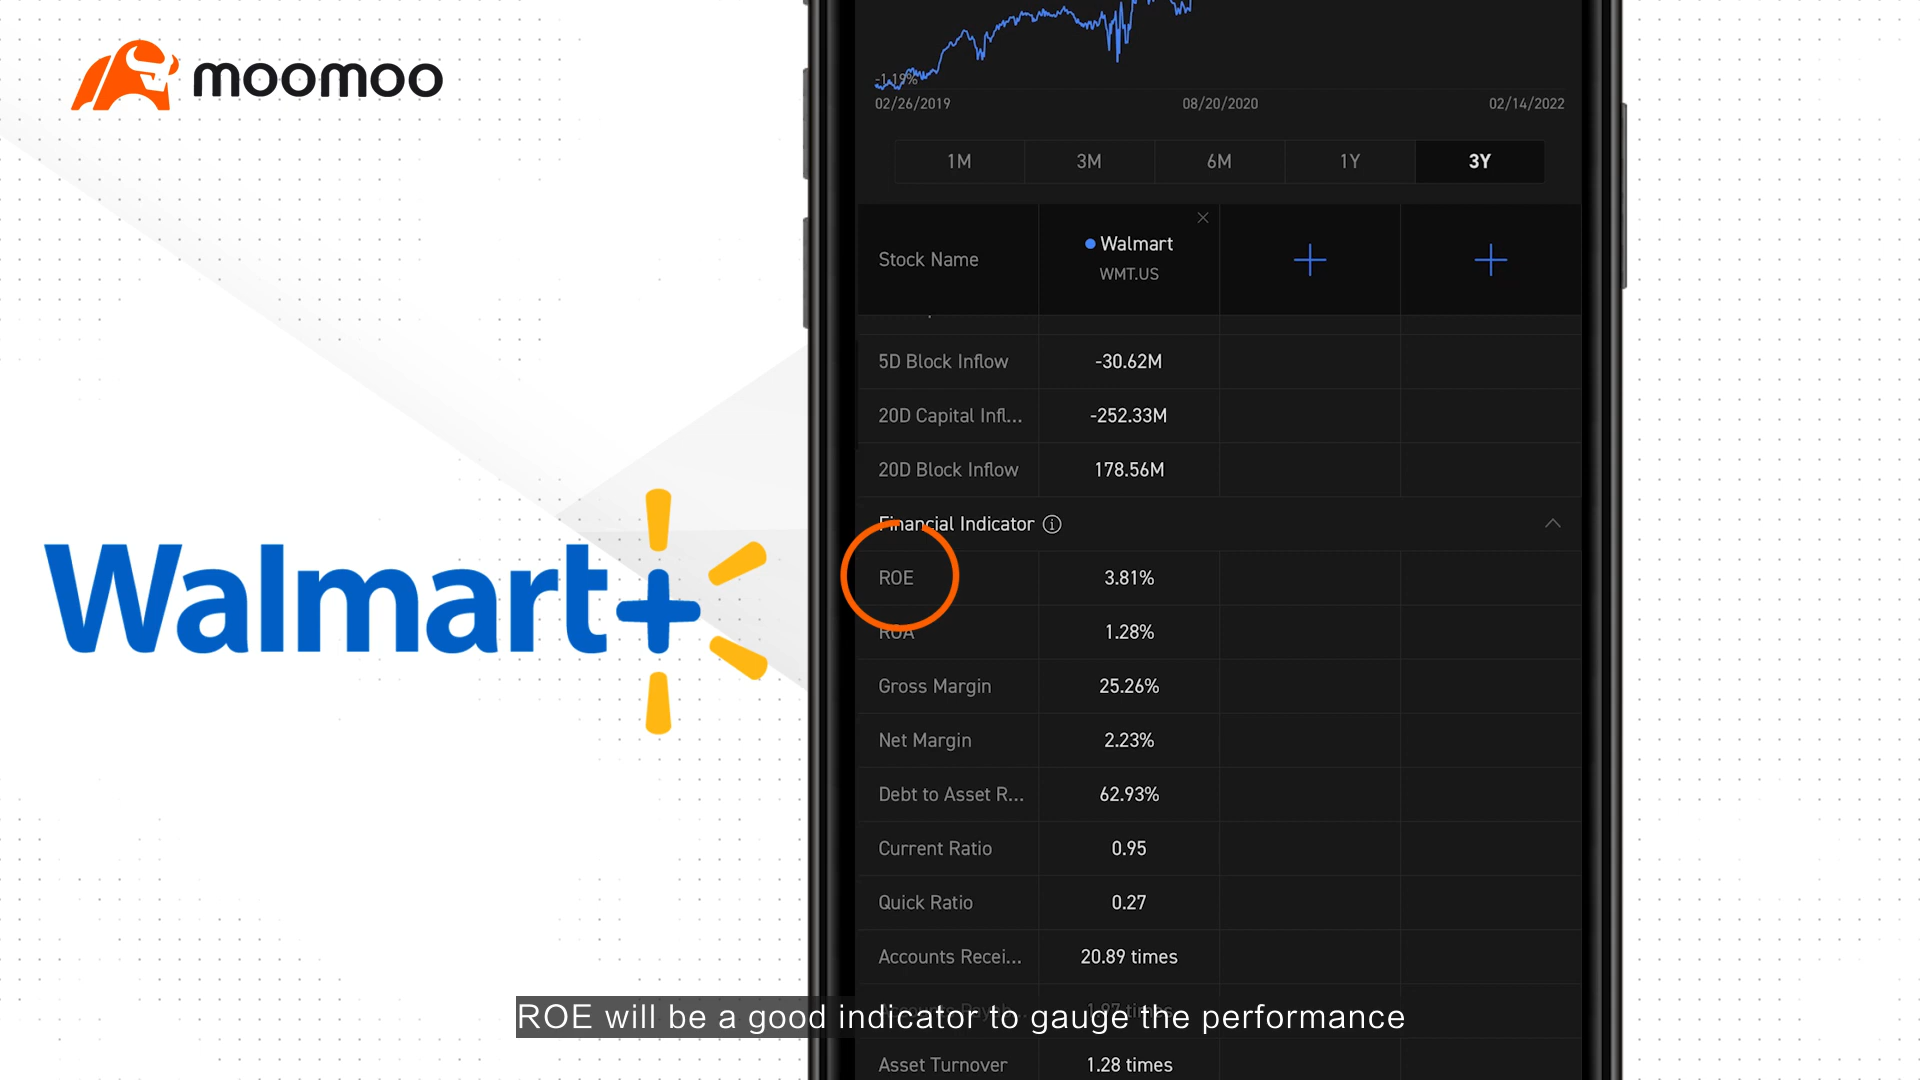 moomoo
-1.19%
02/26/2019 08/20/2020 02/14/2022
1M 3M 6M 1Y 3Y
Stock Name Walmart
WMT.US
5D Block Inflow -30.62M
20D Capital Infl... -252.33M
20D Block Inflow 178.56M
Financial Indicator
ROE 3.81%
ROA 1.28%
Gross Margin 25.26%
Net Margin 2.23%
Debt to Asset R... 62.93%
Current Ratio 0.95
Quick Ratio 0.27
Accounts Recei... 20.89 times
Walmart+
ROE will be a good indicator to gauge the performance
Asset Turnover 1.28 times